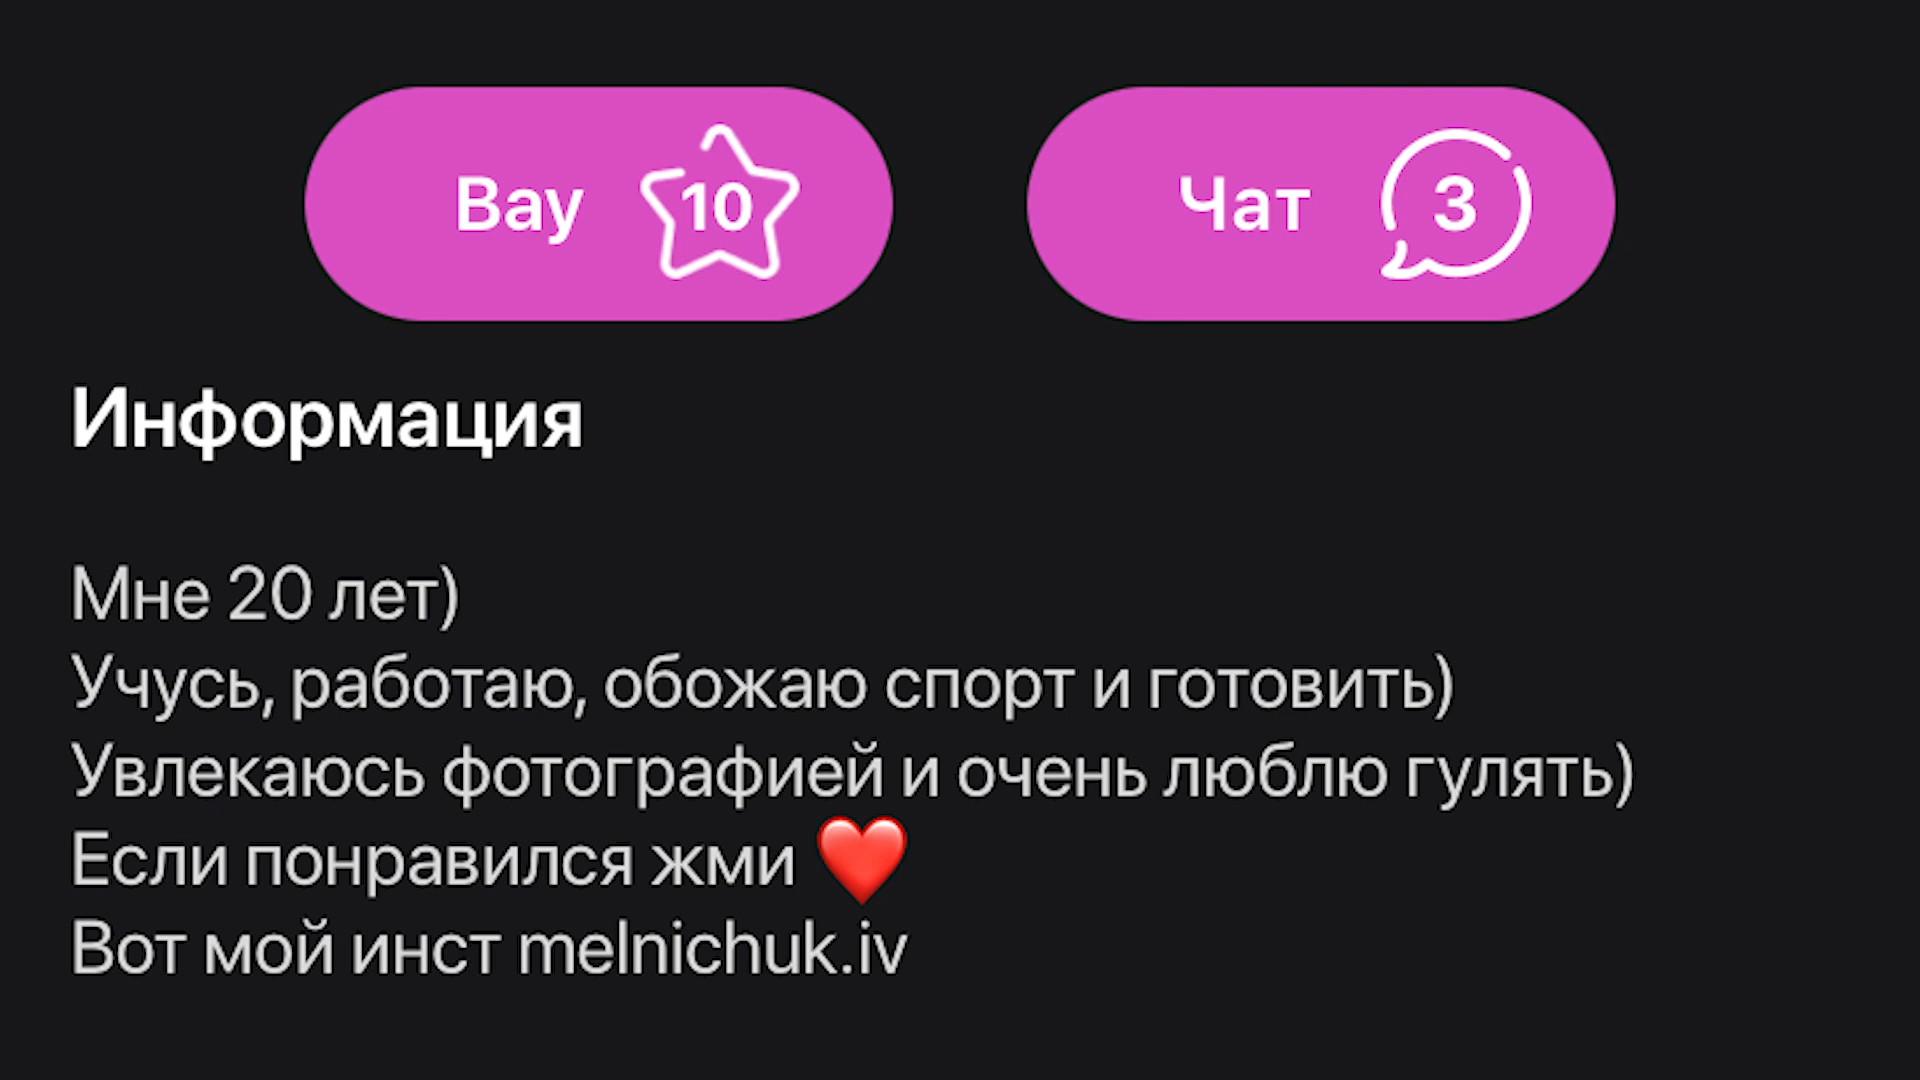 Вау 10
Чат 3
Информация
Мне 20 лет)
Учусь, работаю, обожаю спорт и готовить)
Увлекаюсь фотографией и очень люблю гулять)
Если понравился жми ❤️
Вот мой инст melnichuk.iv